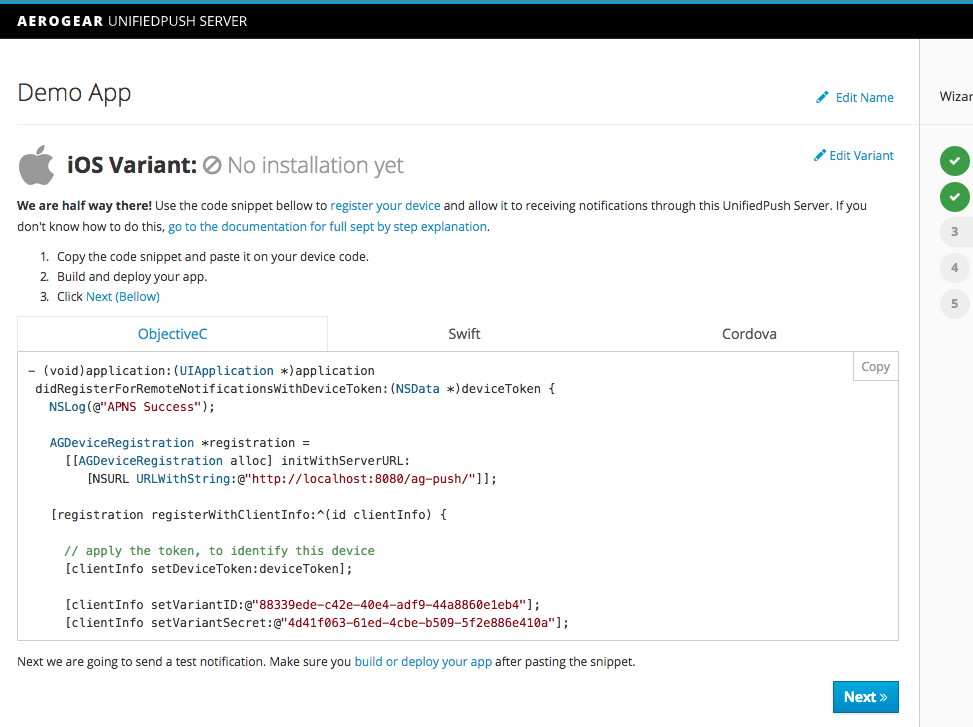 AEROGEAR UNIFIEDPUSH SERVER
Demo App
Edit Name
Wizar
iOS Variant: No installation yet
Edit Variant
We are half way there! Use the code snippet bellow to register your device and allow it to receiving notifications through this UnifiedPush Server. If you
don't know how to do this, go to the documentation for full sept by step explanation.
1. Copy the code snippet and paste it on your device code.
2. Build and deploy your app.
3. Click Next (Bellow)
3
4
5
ObjectiveC Swift Cordova
Copy
– (void)application:(UIApplication *)application
didRegisterForRemoteNotificationsWithDeviceToken:(NSData *)deviceToken {
NSLog(@"APNS Success");
AGDeviceRegistration *registration =
[[AGDeviceRegistration alloc] initWithServerURL:
[NSURL URLWithString:@"http://localhost:8080/ag-push/"]];
[registration registerWithClientInfo:^(id clientInfo) {
// apply the token, to identify this device
[clientInfo setDeviceToken:deviceToken];
[clientInfo setVariantID:@"88339ede-c42e-40e4-adf9-44a8860e1eb4"];
[clientInfo setVariantSecret:@"4d41f063-61ed-4cbe-b509-5f2e886e410a"];
Next we are going to send a test notification. Make sure you build or deploy your app after pasting the snippet.
Next »